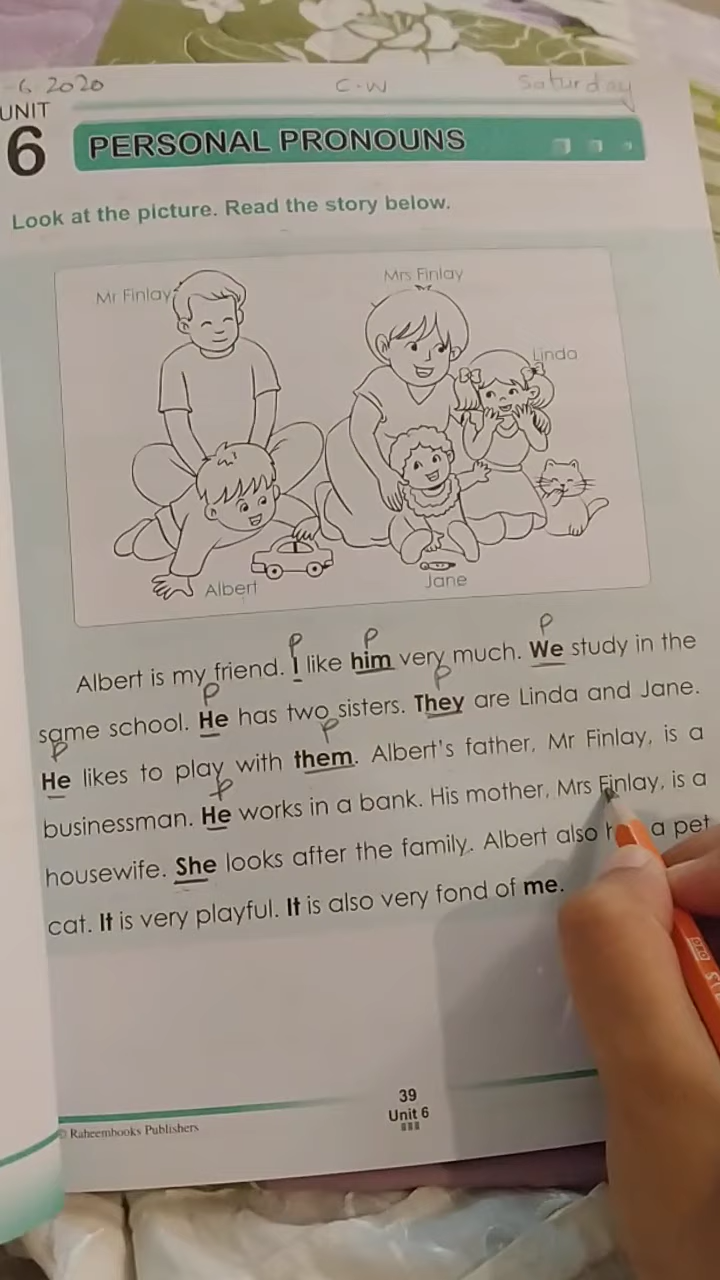 -6-2020 C.W Saturday
UNIT
6 PERSONAL PRONOUNS
Look at the picture. Read the story below.
Mr Finlay
Mrs Finlay
Linda
Albert
Jane
P P P
Albert is my friend. I like him very much. We study in the
P P
same school. He has two sisters. They are Linda and Jane.
P P
He likes to play with them. Albert's father, Mr Finlay, is a
P
businessman. He works in a bank. His mother, Mrs Finlay, is a
housewife. She looks after the family. Albert also a pet
cat. It is very playful. It is also very fond of me.
39
Unit 6
© Raheembooks Publishers